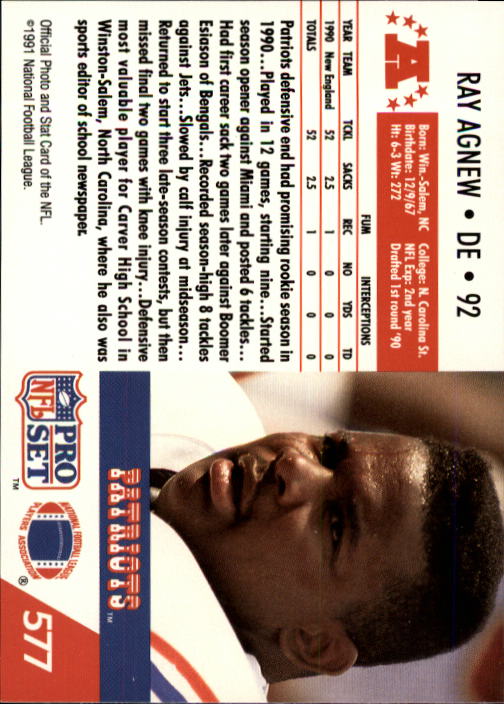 RAY AGNEW • DE • 92
A
Born: Win.-Salem, NC College: N. Carolina St.
Birthdate: 12/9/67 NFL Exp: 2nd year
Ht: 6-3 Wt: 272 Drafted 1st round '90
FUM INTERCEPTIONS
YEAR TEAM TCKL SACKS REC NO YDS TD
1990 New England 52 2.5 1 0 0 0
TOTALS 52 2.5 1 0 0 0
Patriots defensive end had promising rookie season in
1990...Played in 12 games, starting nine...Started
season opener against Miami and posted 6 tackles...
Had first career sack two games later against Boomer
Esiason of Bengals...Recorded season-high 8 tackles
against Jets...Slowed by calf injury at midseason...
Returned to start three late-season contests, but then
missed final two games with knee injury...Defensive
most valuable player for Carver High School in
Winston-Salem, North Carolina, where he also was
sports editor of school newspaper.
Official Photo and Stat Card of the NFL.
©1991 National Football League.
PATRIOTS™
NFL PRO SET™
NATIONAL FOOTBALL LEAGUE PLAYERS ASSOCIATION®
577